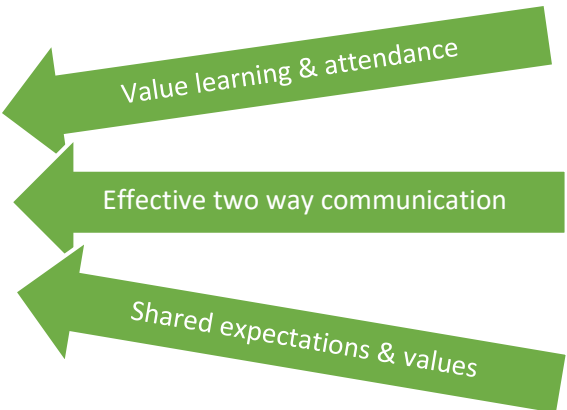 Value learning & attendance
Effective two way communication
Shared expectations & values